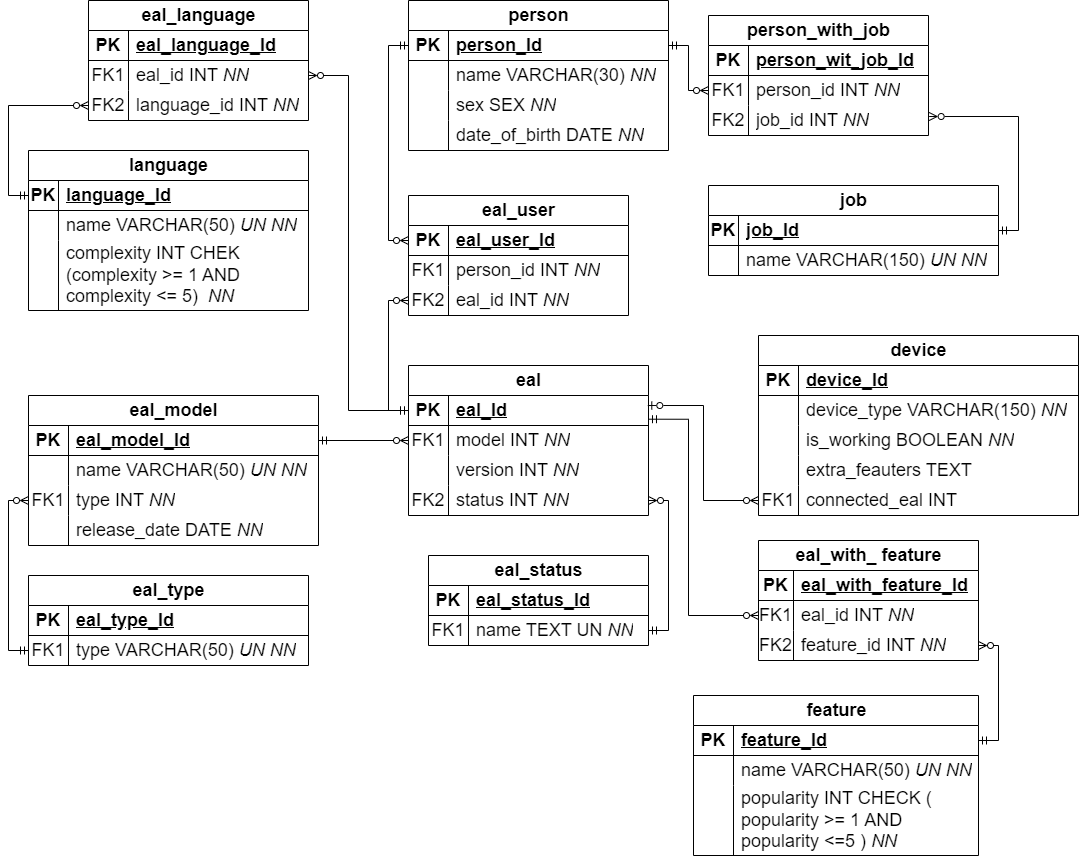 eal_language
PK eal_language_Id
FK1 eal_id INT NN
FK2 language_id INT NN
language
PK language_Id
name VARCHAR(50) UN NN
complexity INT CHEK
(complexity >= 1 AND
complexity <= 5) NN
person
PK person_Id
name VARCHAR(30) NN
sex SEX NN
date_of_birth DATE NN
person_with_job
PK person_wit_job_Id
FK1 person_id INT NN
FK2 job_id INT NN
eal_user
PK eal_user_Id
FK1 person_id INT NN
FK2 eal_id INT NN
job
PK job_Id
name VARCHAR(150) UN NN
eal_model
PK eal_model_Id
name VARCHAR(50) UN NN
FK1 type INT NN
release_date DATE NN
eal
PK eal_Id
FK1 model INT NN
version INT NN
FK2 status INT NN
device
PK device_Id
device_type VARCHAR(150) NN
is_working BOOLEAN NN
extra_feauters TEXT
FK1 connected_eal INT
eal_type
PK eal_type_Id
FK1 type VARCHAR(50) UN NN
eal_status
PK eal_status_Id
FK1 name TEXT UN NN
eal_with_ feature
PK eal_with_feature_Id
FK1 eal_id INT NN
FK2 feature_id INT NN
feature
PK feature_Id
name VARCHAR(50) UN NN
popularity INT CHECK (
popularity >= 1 AND
popularity <=5 ) NN